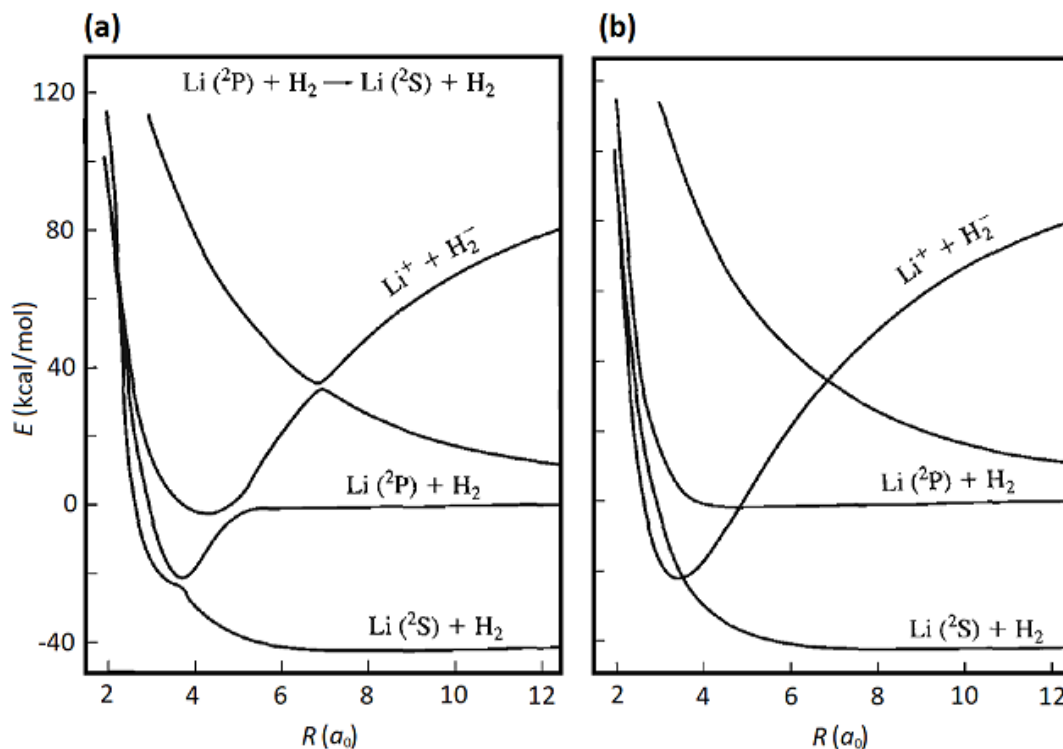 (a)
Li (²P) + H₂ → Li (²S) + H₂
120
80
40
0
-40
E (kcal/mol)
Li⁺ + H₂⁻
Li (²P) + H₂
Li (²S) + H₂
2 4 6 8 10 12
R (a₀)
(b)
Li⁺ + H₂⁻
Li (²P) + H₂
Li (²S) + H₂
2 4 6 8 10 12
R (a₀)